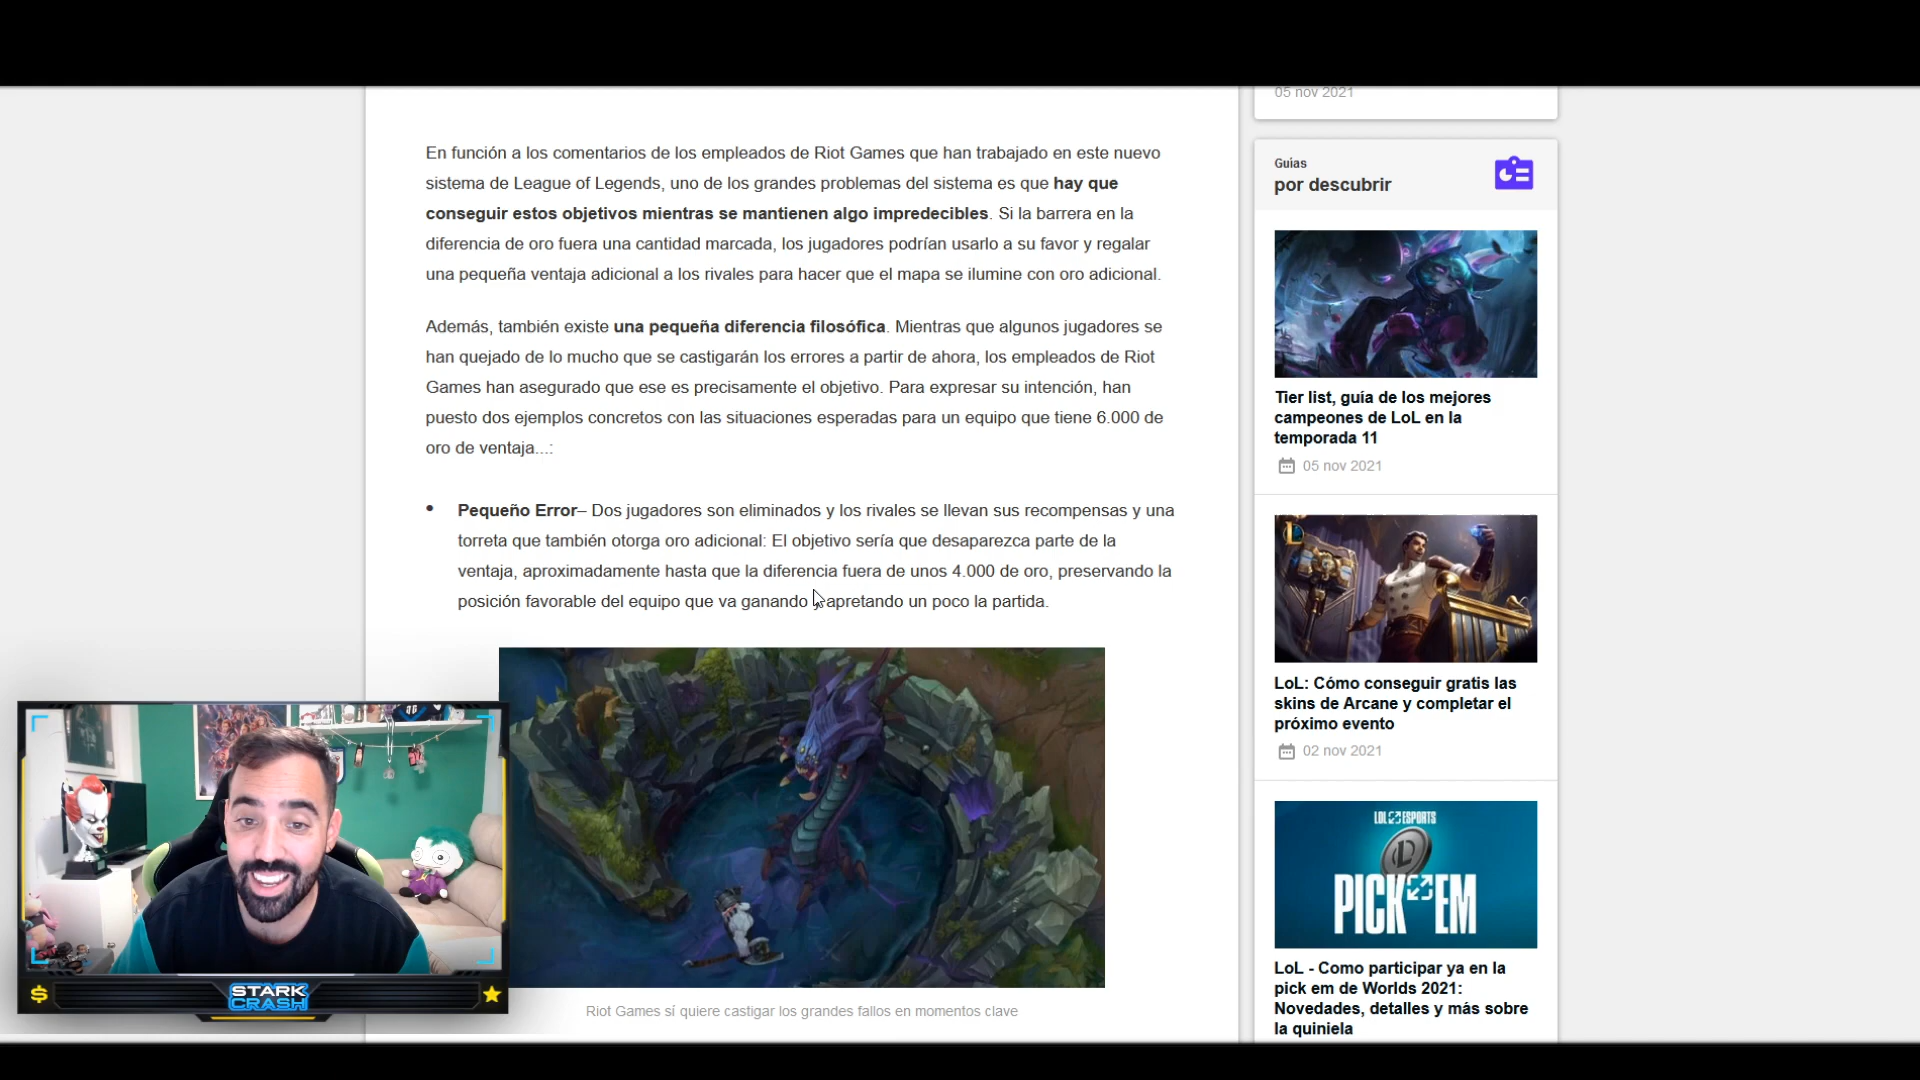 05 nov 2021
En función a los comentarios de los empleados de Riot Games que han trabajado en este nuevo
sistema de League of Legends, uno de los grandes problemas del sistema es que hay que
conseguir estos objetivos mientras se mantienen algo impredecibles. Si la barrera en la
diferencia de oro fuera una cantidad marcada, los jugadores podrían usarlo a su favor y regalar
una pequeña ventaja adicional a los rivales para hacer que el mapa se ilumine con oro adicional.
Además, también existe una pequeña diferencia filosófica. Mientras que algunos jugadores se
han quejado de lo mucho que se castigarán los errores a partir de ahora, los empleados de Riot
Games han asegurado que ese es precisamente el objetivo. Para expresar su intención, han
puesto dos ejemplos concretos con las situaciones esperadas para un equipo que tiene 6.000 de
oro de ventaja...:
• Pequeño Error– Dos jugadores son eliminados y los rivales se llevan sus recompensas y una
torreta que también otorga oro adicional: El objetivo sería que desaparezca parte de la
ventaja, aproximadamente hasta que la diferencia fuera de unos 4.000 de oro, preservando la
posición favorable del equipo que va ganando y apretando un poco la partida.
Riot Games sí quiere castigar los grandes fallos en momentos clave
Guias
por descubrir
Tier list, guía de los mejores
campeones de LoL en la
temporada 11
05 nov 2021
LoL: Cómo conseguir gratis las
skins de Arcane y completar el
próximo evento
02 nov 2021
LOL ESPORTS
PICK'EM
LoL - Como participar ya en la
pick em de Worlds 2021:
Novedades, detalles y más sobre
la quiniela
$
STARK
CRASH